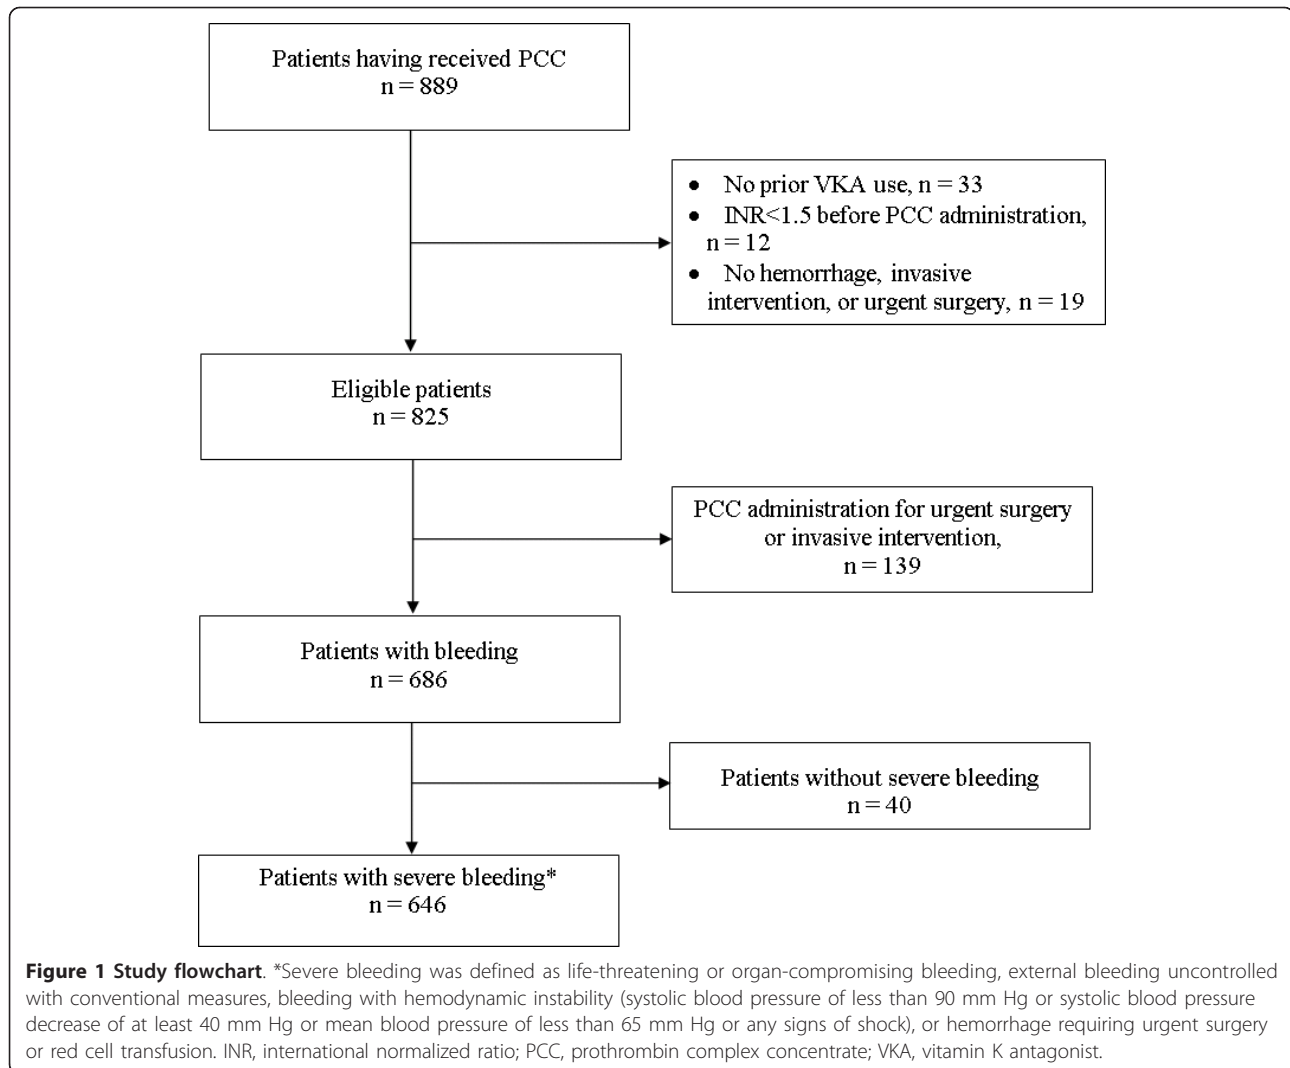 Patients having received PCC
n = 889
• No prior VKA use, n = 33
• INR<1.5 before PCC administration,
n = 12
• No hemorrhage, invasive
intervention, or urgent surgery, n = 19
Eligible patients
n = 825
PCC administration for urgent surgery
or invasive intervention,
n = 139
Patients with bleeding
n = 686
Patients without severe bleeding
n = 40
Patients with severe bleeding*
n = 646
Figure 1 Study flowchart. *Severe bleeding was defined as life-threatening or organ-compromising bleeding, external bleeding uncontrolled
with conventional measures, bleeding with hemodynamic instability (systolic blood pressure of less than 90 mm Hg or systolic blood pressure
decrease of at least 40 mm Hg or mean blood pressure of less than 65 mm Hg or any signs of shock), or hemorrhage requiring urgent surgery
or red cell transfusion. INR, international normalized ratio; PCC, prothrombin complex concentrate; VKA, vitamin K antagonist.